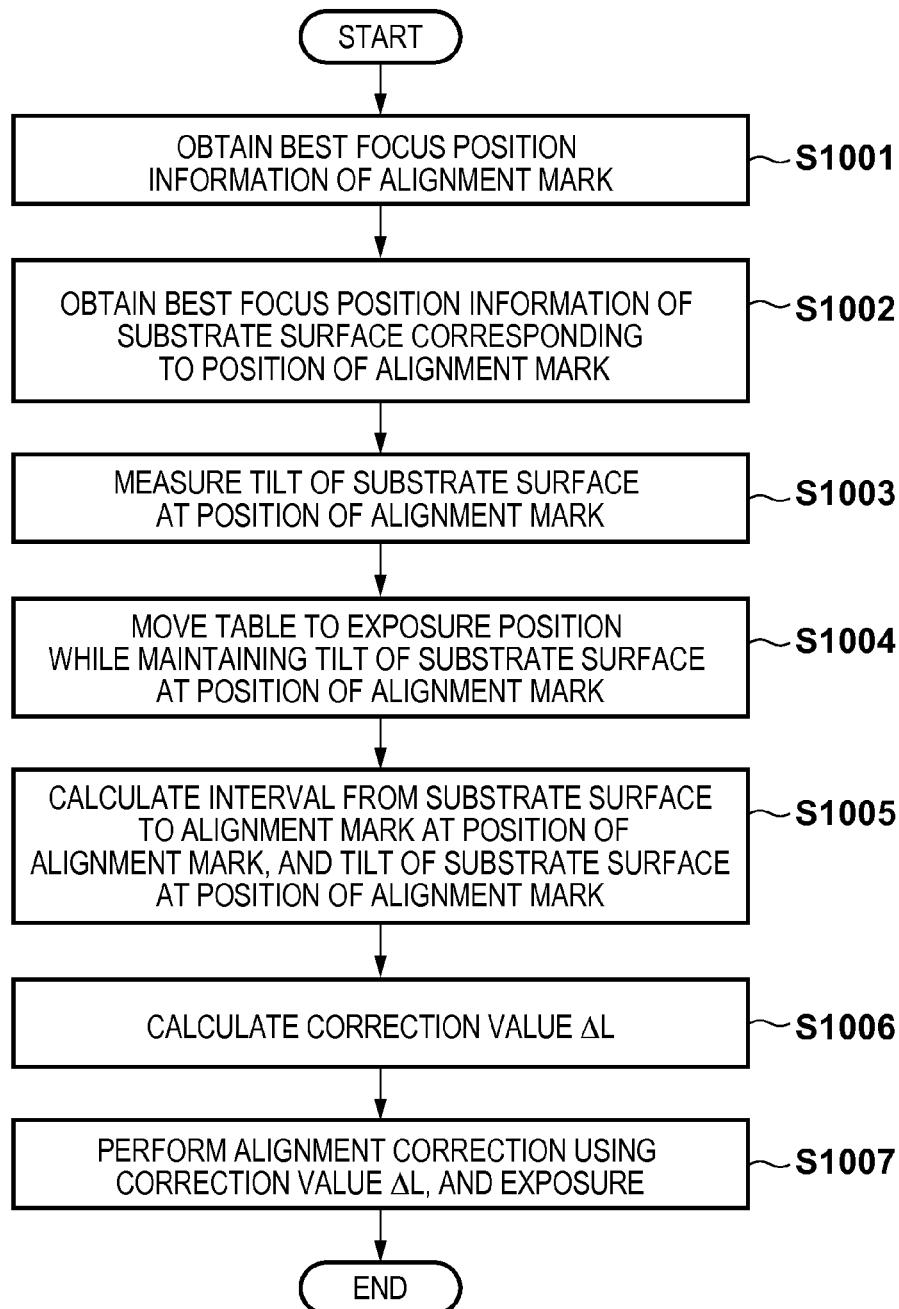 START
OBTAIN BEST FOCUS POSITION
INFORMATION OF ALIGNMENT MARK
S1001
OBTAIN BEST FOCUS POSITION INFORMATION OF
SUBSTRATE SURFACE CORRESPONDING
TO POSITION OF ALIGNMENT MARK
S1002
MEASURE TILT OF SUBSTRATE SURFACE
AT POSITION OF ALIGNMENT MARK
S1003
MOVE TABLE TO EXPOSURE POSITION
WHILE MAINTAINING TILT OF SUBSTRATE SURFACE
AT POSITION OF ALIGNMENT MARK
S1004
CALCULATE INTERVAL FROM SUBSTRATE SURFACE
TO ALIGNMENT MARK AT POSITION OF
ALIGNMENT MARK, AND TILT OF SUBSTRATE SURFACE
AT POSITION OF ALIGNMENT MARK
S1005
CALCULATE CORRECTION VALUE ΔL
S1006
PERFORM ALIGNMENT CORRECTION USING
CORRECTION VALUE ΔL, AND EXPOSURE
S1007
END